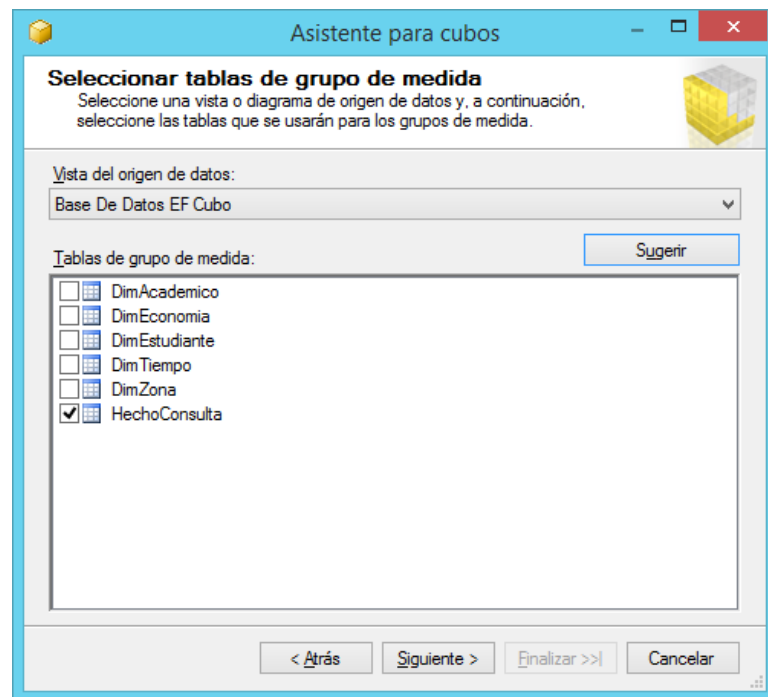 Asistente para cubos
Seleccionar tablas de grupo de medida
Seleccione una vista o diagrama de origen de datos y, a continuación,
seleccione las tablas que se usarán para los grupos de medida.
Vista del origen de datos:
Base De Datos EF Cubo
Sugerir
Tablas de grupo de medida:
DimAcademico
DimEconomia
DimEstudiante
DimTiempo
DimZona
HechoConsulta
< Atrás
Siguiente >
Finalizar >>|
Cancelar